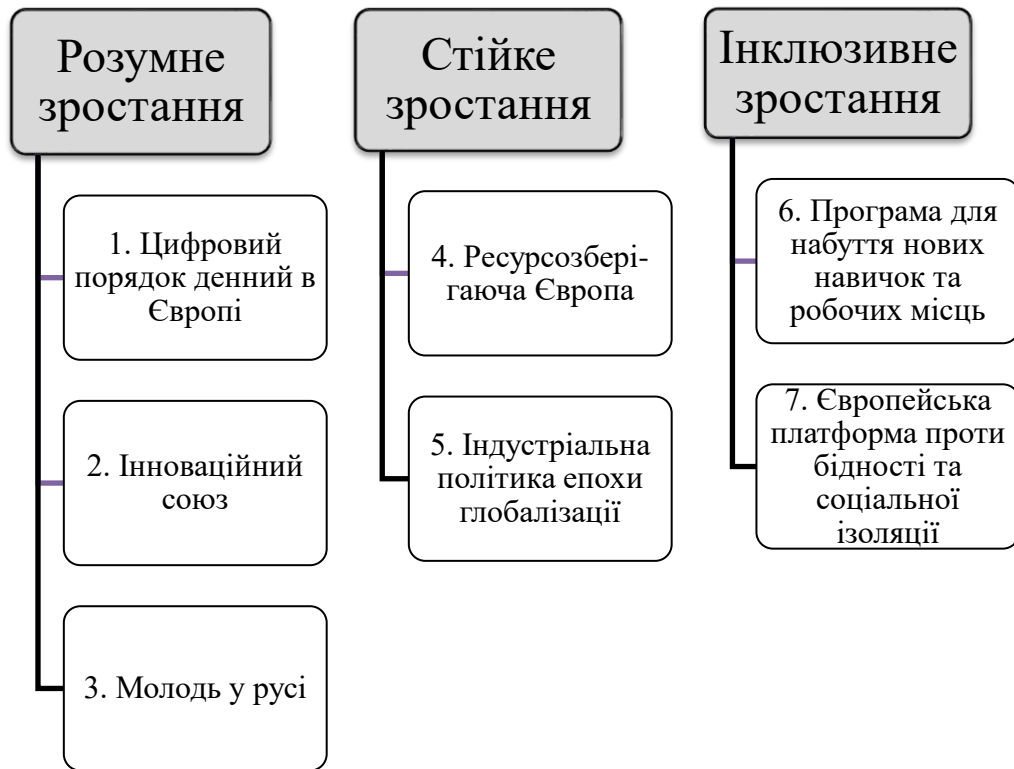 Розумне
зростання
1. Цифровий
порядок денний в
Європі
2. Інноваційний
союз
3. Молодь у русі
Стійке
зростання
4. Ресурсозбері-
гаюча Європа
5. Індустріальна
політика епохи
глобалізації
Інклюзивне
зростання
6. Програма для
набуття нових
навичок та
робочих місць
7. Європейська
платформа проти
бідності та
соціальної
ізоляції